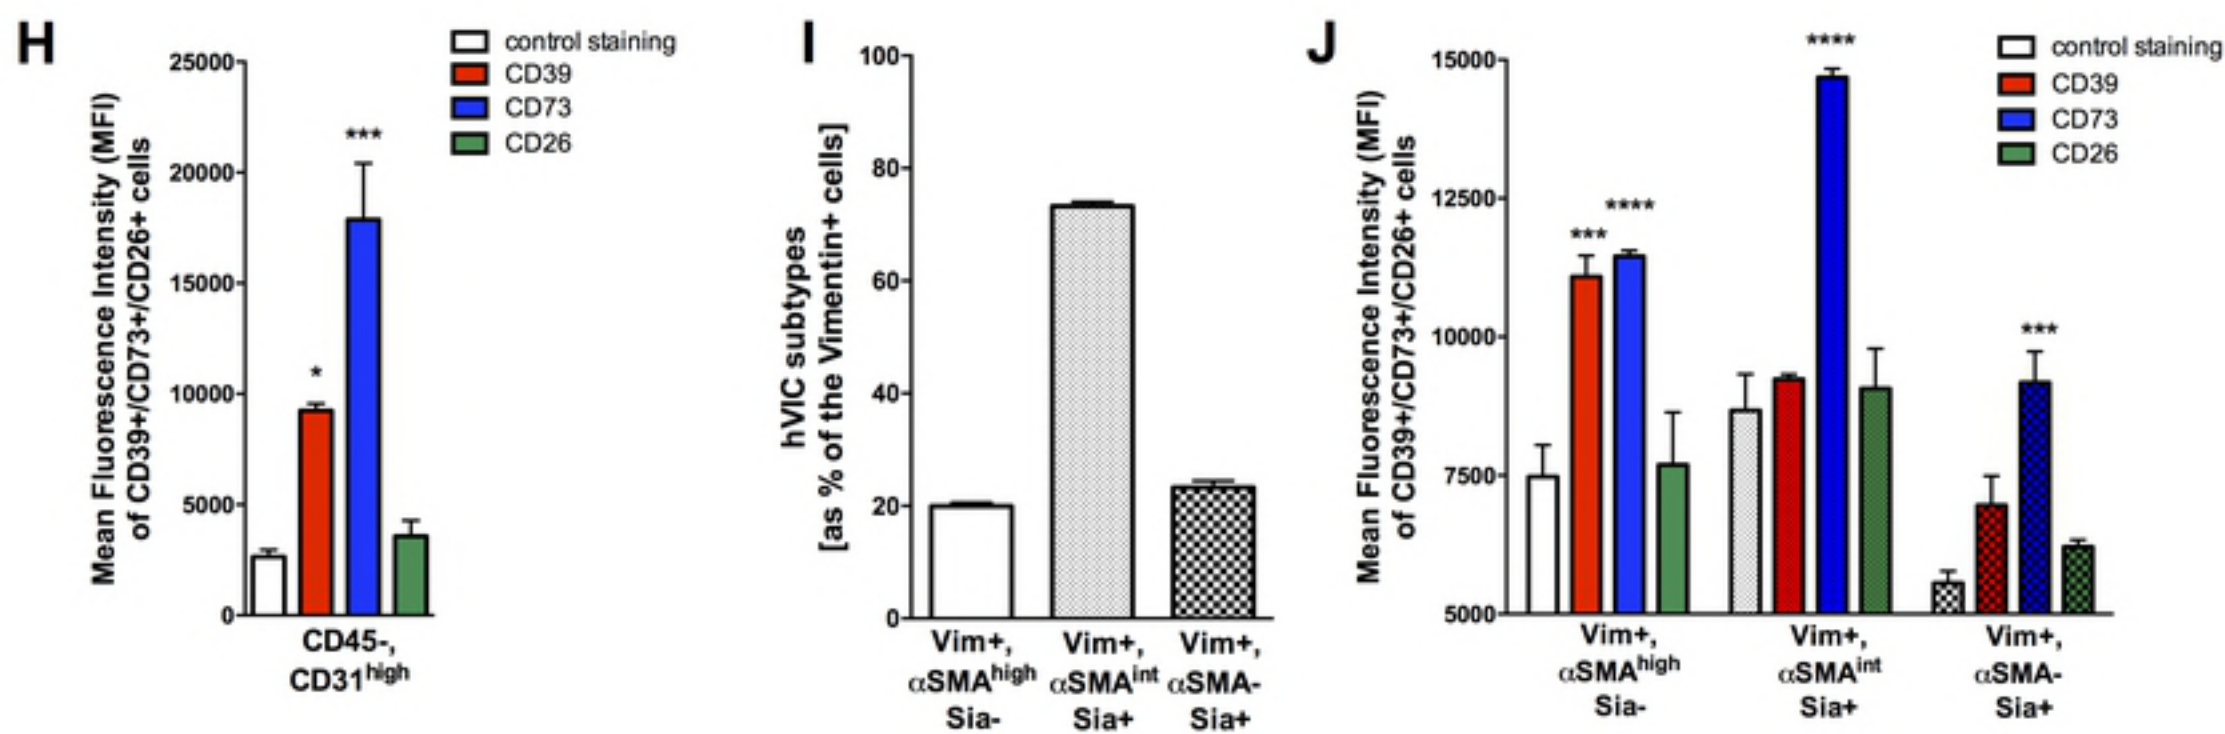 H
Mean Fluorescence Intensity (MFI)
of CD39+/CD73+/CD26+ cells
25000
20000
15000
10000
5000
0
*
***
control staining
CD39
CD73
CD26
CD45-,
CD31high
I
hVIC subtypes
[as % of the Vimentin+ cells]
100
80
60
40
20
0
Vim+, Vim+, Vim+,
αSMAhigh αSMAint αSMA-
Sia- Sia+ Sia+
J
Mean Fluorescence Intensity (MFI)
of CD39+/CD73+/CD26+ cells
15000
12500
10000
7500
5000
***
****
****
***
control staining
CD39
CD73
CD26
Vim+, Vim+, Vim+,
αSMAhigh αSMAint αSMA-
Sia- Sia+ Sia+